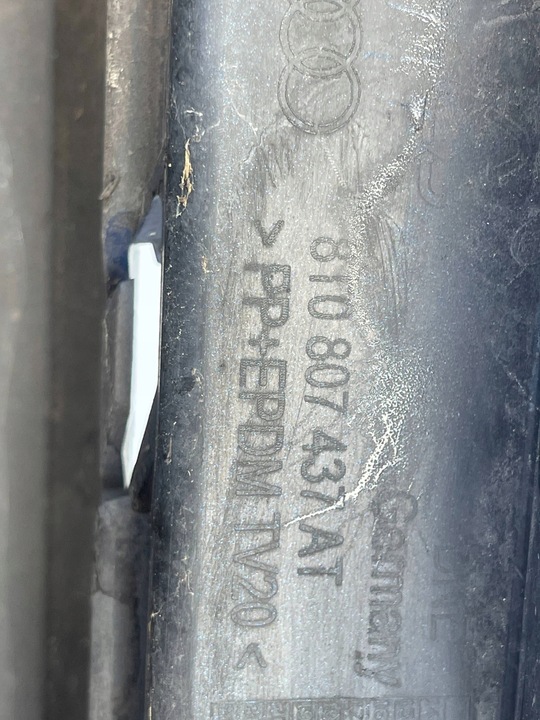 8T0 807 437 AT
>PP+EPDM TV20<
Germany